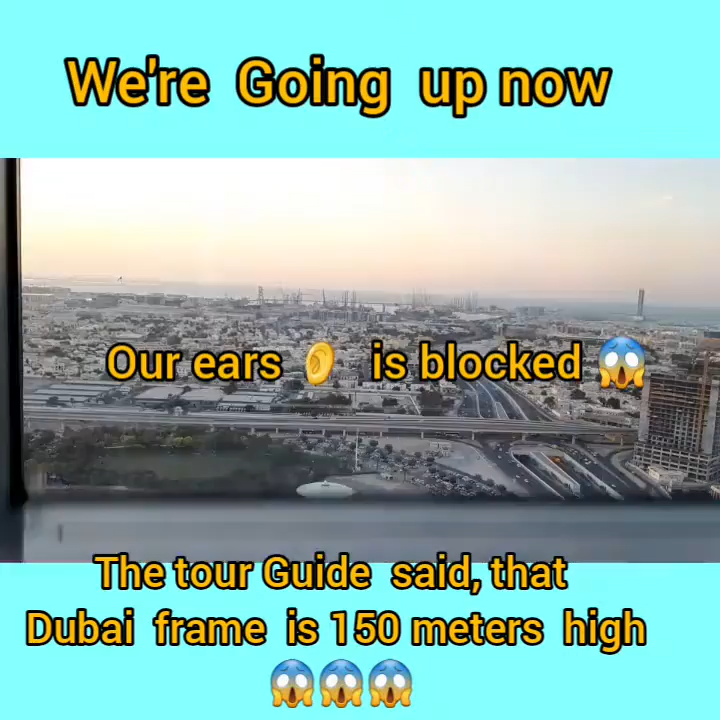 We're Going up now
Our ears 👂 is blocked 😱
The tour Guide said, that
Dubai frame is 150 meters high
😱😱😱